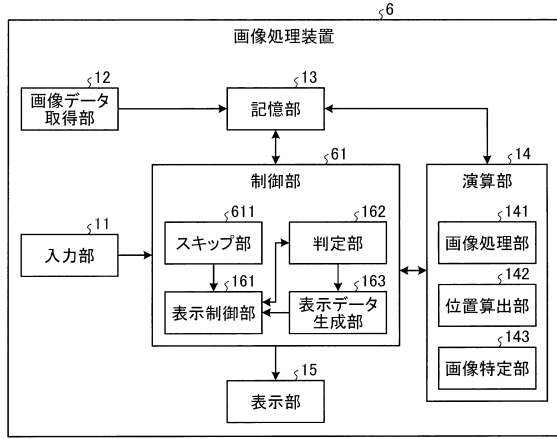 6
画像処理装置
12
画像データ
取得部
13
記憶部
61
制御部
14
演算部
11
入力部
611
スキップ部
162
判定部
161
表示制御部
163
表示データ
生成部
141
画像処理部
142
位置算出部
143
画像特定部
15
表示部